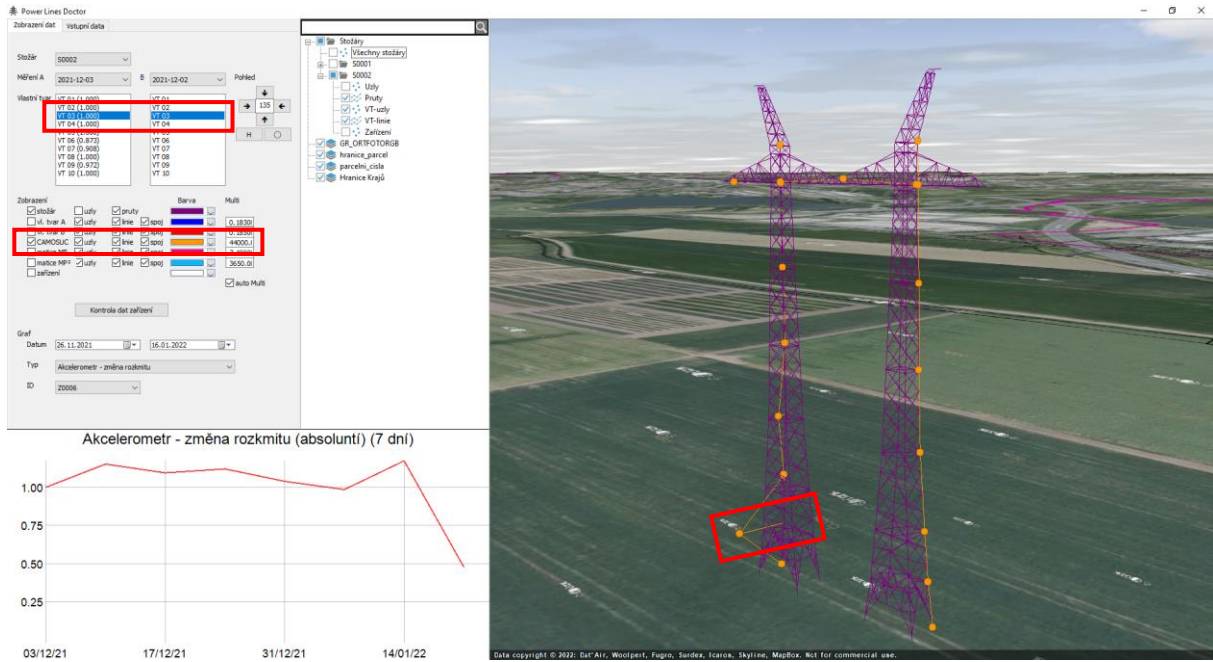 Power Lines Doctor
Zobrazení dat Vstupní data
Stožár S0002
Měření A 2021-12-03 B 2021-12-02 Pohled
Vlastní tvar VT 01 (1.000) VT 01
VT 02 (1.000) VT 02
VT 03 (1.000) VT 03
VT 04 (1.000) VT 04
VT 06 (0.873) VT 06
VT 07 (0.908) VT 07
VT 08 (1.000) VT 08
VT 09 (0.972) VT 09
VT 10 (1.000) VT 10
135
H
Zobrazení Barva Multi
stožár uzly pruty
vl. tvar A uzly linie spoj 0.1830
vl. tvar B uzly linie spoj
CAMOSUC uzly linie spoj 44000.
matice MP² uzly linie spoj 3650.0
zařízení
auto Multi
Kontrola dat zařízení
Graf
Datum 26.11.2021 16.01.2022
Typ Akcelerometr - změna rozkmitu
ID Z0006
Stožáry
Všechny stožáry
S0001
S0002
Uzly
Pruty
VT-uzly
VT-linie
Zařízení
GR_ORTFOTORGB
hranice_parcel
parcelni_cisla
Hranice Krajů
Akcelerometr - změna rozkmitu (absoluntí) (7 dní)
1.00
0.75
0.50
0.25
03/12/21 17/12/21 31/12/21 14/01/22
Data copyright © 2022: Dat'Air, Woolpert, Fugro, Surdex, Icaros, Skyline, MapBox. Not for commercial use.